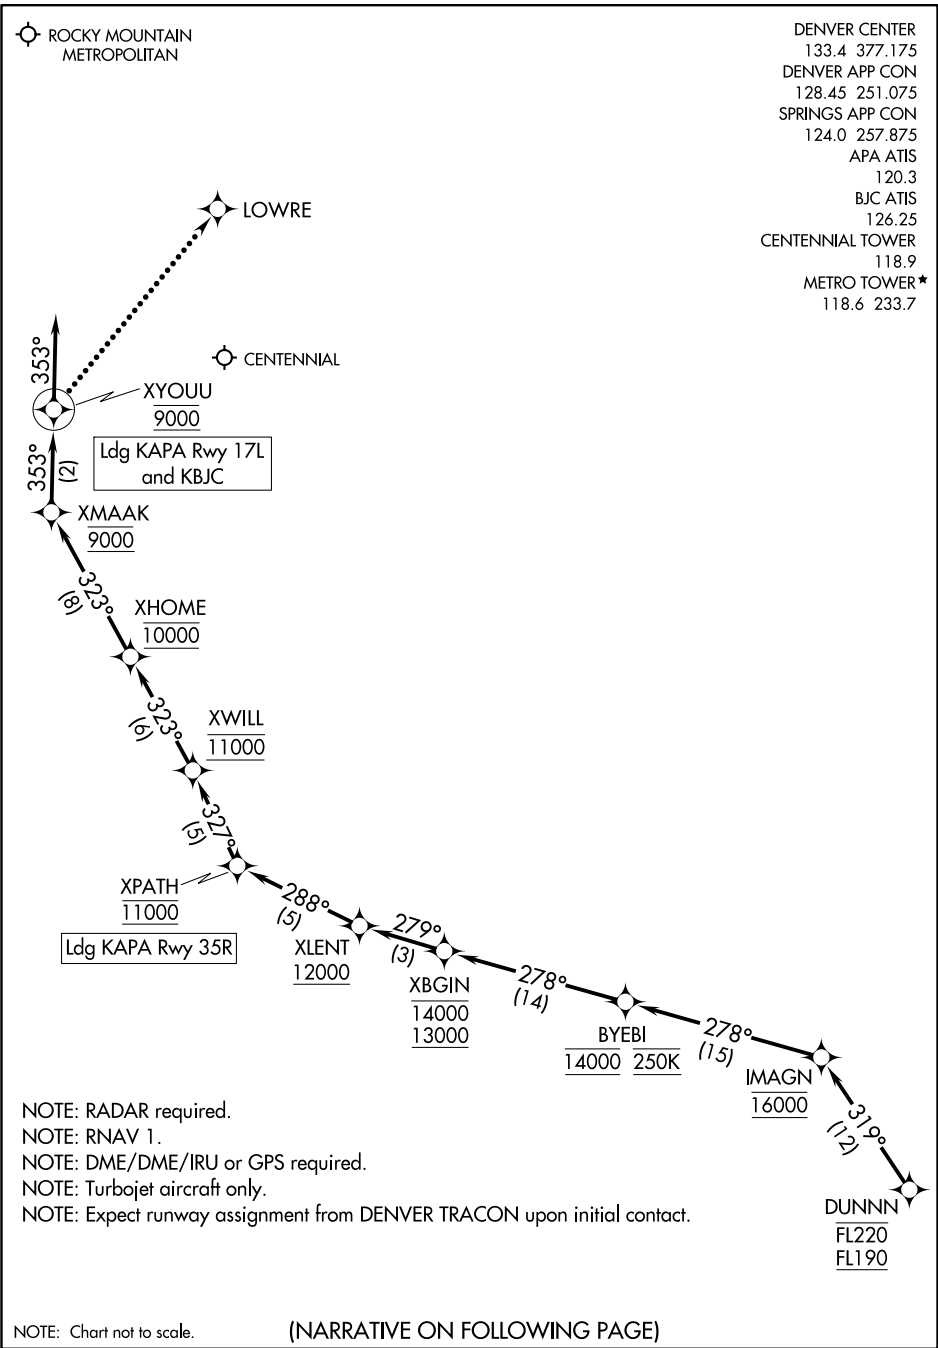 ROCKY MOUNTAIN
METROPOLITAN
DENVER CENTER
133.4 377.175
DENVER APP CON
128.45 251.075
SPRINGS APP CON
124.0 257.875
APA ATIS
120.3
BJC ATIS
126.25
CENTENNIAL TOWER
118.9
METRO TOWER★
118.6 233.7
LOWRE
353°
CENTENNIAL
XYOUU
9000
Ldg KAPA Rwy 17L
and KBJC
353°
(2)
XMAAK
9000
323°
(8)
XHOME
10000
323°
(6)
XWILL
11000
327°
(5)
XPATH
11000
Ldg KAPA Rwy 35R
288°
(5)
XLENT
12000
279°
(3)
XBGIN
14000
13000
278°
(14)
BYEBI
14000 250K
278°
(15)
IMAGN
16000
319°
(12)
DUNNN
FL220
FL190
NOTE: RADAR required.
NOTE: RNAV 1.
NOTE: DME/DME/IRU or GPS required.
NOTE: Turbojet aircraft only.
NOTE: Expect runway assignment from DENVER TRACON upon initial contact.
NOTE: Chart not to scale.
(NARRATIVE ON FOLLOWING PAGE)